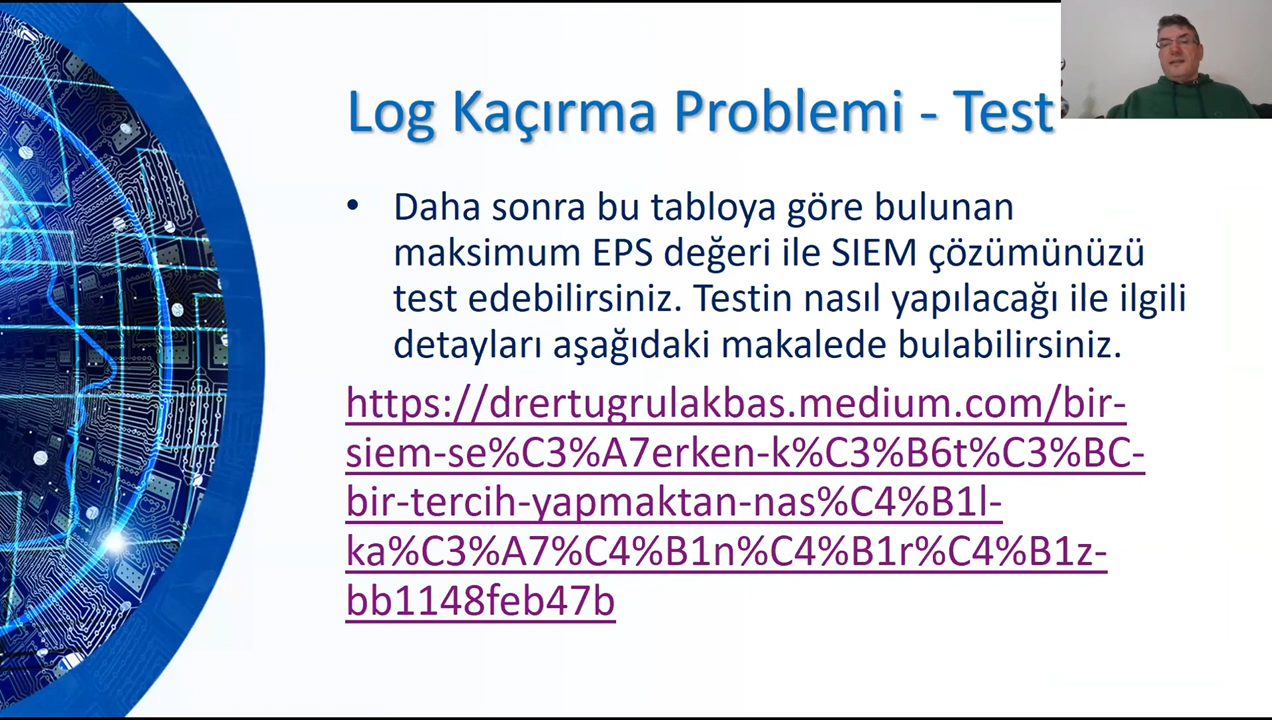 Log Kaçırma Problemi - Test
• Daha sonra bu tabloya göre bulunan
maksimum EPS değeri ile SIEM çözümünüzü
test edebilirsiniz. Testin nasıl yapılacağı ile ilgili
detayları aşağıdaki makalede bulabilirsiniz.
https://drertugrulakbas.medium.com/bir-
siem-se%C3%A7erken-k%C3%B6t%C3%BC-
bir-tercih-yapmaktan-nas%C4%B1l-
ka%C3%A7%C4%B1n%C4%B1r%C4%B1z-
bb1148feb47b